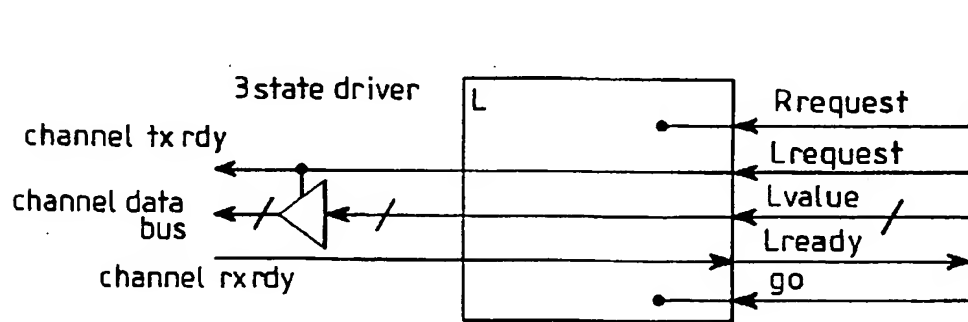 3state driver
L
Rrequest
channel tx rdy
Lrequest
channel data
bus
Lvalue
Lready
channel rxrdy
go